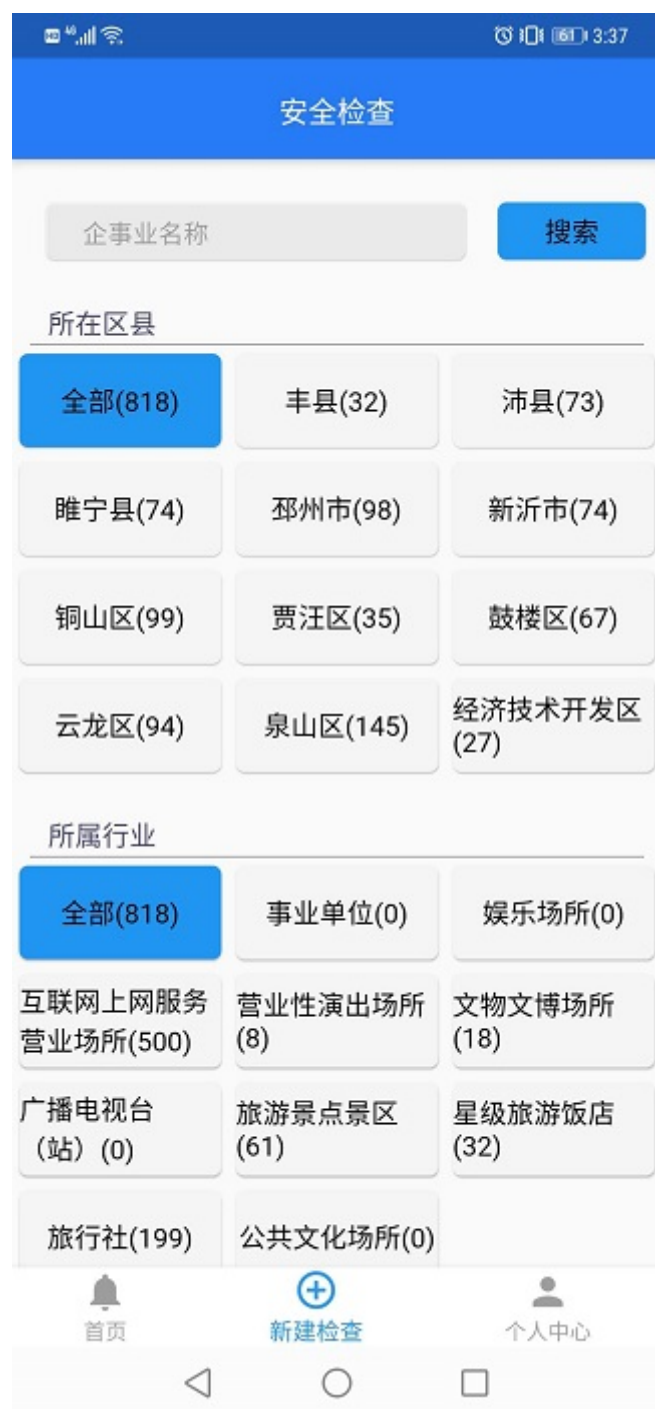 HD 4G 61 3:37
安全检查
企事业名称 搜索
所在区县
全部(818) 丰县(32) 沛县(73)
睢宁县(74) 邳州市(98) 新沂市(74)
铜山区(99) 贾汪区(35) 鼓楼区(67)
云龙区(94) 泉山区(145) 经济技术开发区
(27)
所属行业
全部(818) 事业单位(0) 娱乐场所(0)
互联网上网服务 营业性演出场所 文物文博场所
营业场所(500) (8) (18)
广播电视台 旅游景点景区 星级旅游饭店
（站）(0) (61) (32)
旅行社(199) 公共文化场所(0)
首页 新建检查 个人中心